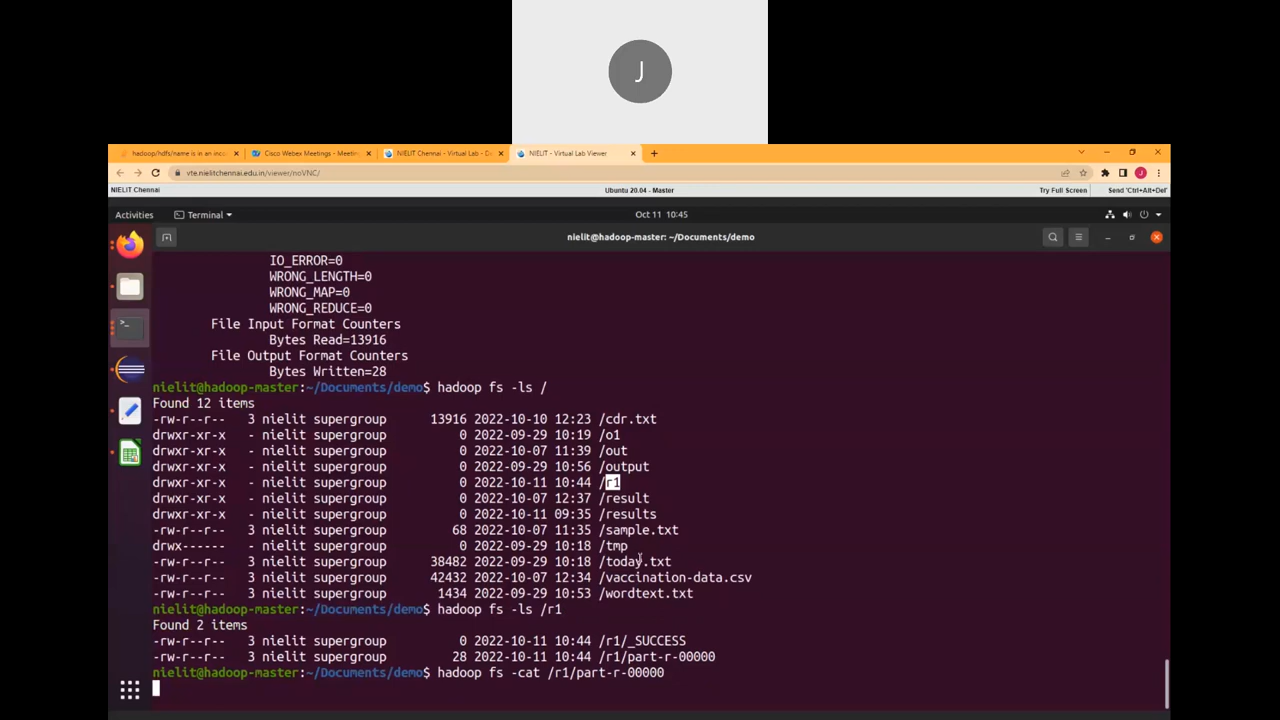 J
hadoop/hdfs/name is in an inco
Cisco Webex Meetings - Meetin
NIELIT Chennai - Virtual Lab - D
NIELIT - Virtual Lab Viewer
vte.nielitchennai.edu.in/viewer/noVNC/
J
NIELIT Chennai
Ubuntu 20.04 - Master
Try Full Screen
Send 'Ctrl+Alt+Del'
Activities
Terminal
Oct 11 10:45
nielit@hadoop-master: ~/Documents/demo
IO_ERROR=0
WRONG_LENGTH=0
WRONG_MAP=0
WRONG_REDUCE=0
File Input Format Counters
Bytes Read=13916
File Output Format Counters
Bytes Written=28
nielit@hadoop-master:~/Documents/demo$ hadoop fs -ls /
Found 12 items
-rw-r--r--   3 nielit supergroup      13916 2022-10-10 12:23 /cdr.txt
drwxr-xr-x   - nielit supergroup          0 2022-09-29 10:19 /o1
drwxr-xr-x   - nielit supergroup          0 2022-10-07 11:39 /out
drwxr-xr-x   - nielit supergroup          0 2022-09-29 10:56 /output
drwxr-xr-x   - nielit supergroup          0 2022-10-11 10:44 /r1
drwxr-xr-x   - nielit supergroup          0 2022-10-07 12:37 /result
drwxr-xr-x   - nielit supergroup          0 2022-10-11 09:35 /results
-rw-r--r--   3 nielit supergroup         68 2022-10-07 11:35 /sample.txt
drwx------   - nielit supergroup          0 2022-09-29 10:18 /tmp
-rw-r--r--   3 nielit supergroup      38482 2022-09-29 10:18 /today.txt
-rw-r--r--   3 nielit supergroup      42432 2022-10-07 12:34 /vaccination-data.csv
-rw-r--r--   3 nielit supergroup       1434 2022-09-29 10:53 /wordtext.txt
nielit@hadoop-master:~/Documents/demo$ hadoop fs -ls /r1
Found 2 items
-rw-r--r--   3 nielit supergroup          0 2022-10-11 10:44 /r1/_SUCCESS
-rw-r--r--   3 nielit supergroup         28 2022-10-11 10:44 /r1/part-r-00000
nielit@hadoop-master:~/Documents/demo$ hadoop fs -cat /r1/part-r-00000